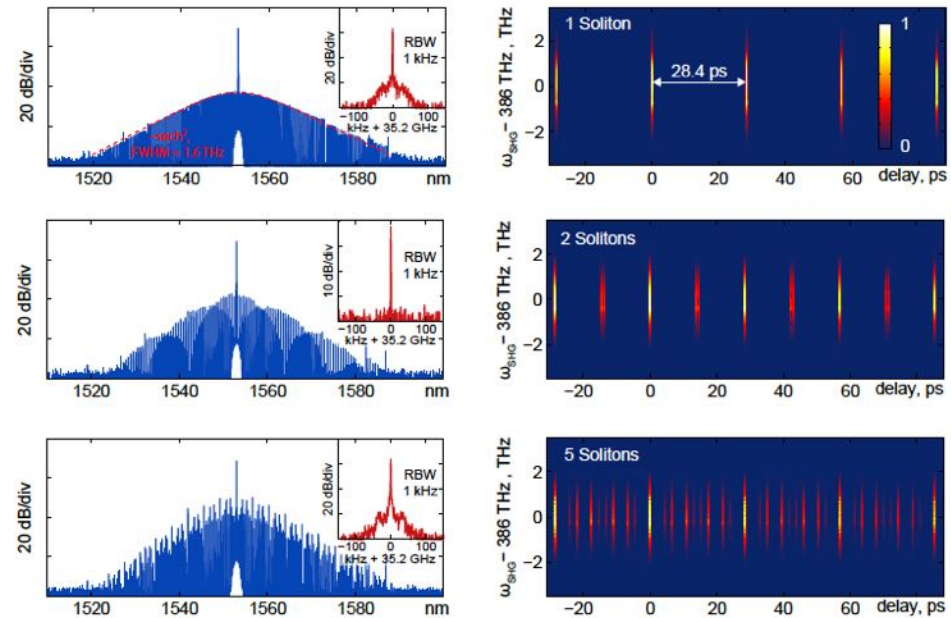 20 dB/div
RBW
1 kHz
20 dB/div
-100 0 100
kHz + 35.2 GHz
sech²,
FWHM = 1.6 THz
1520 1540 1560 nm
1 Soliton
1
0
28.4 ps
ωSHG – 386 THz , THz
2
0
−2
−20 0 20 40 60 delay, ps
20 dB/div
RBW
1 kHz
10 dB/div
-100 0 100
kHz + 35.2 GHz
1520 1540 1560 1580 nm
2 Solitons
ωSHG – 386 THz , THz
2
0
−2
−20 0 20 40 60 delay, ps
20 dB/div
RBW
1 kHz
20 dB/div
-100 0 100
kHz + 35.2 GHz
1520 1540 1560 1580 nm
5 Solitons
ωSHG – 386 THz , THz
2
0
−2
−20 0 20 40 60 delay, ps